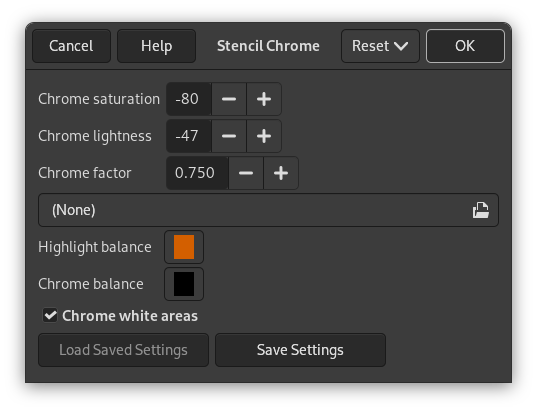 Cancel Help Stencil Chrome Reset OK
Chrome saturation -80
Chrome lightness -47
Chrome factor 0.750
(None)
Highlight balance
Chrome balance
Chrome white areas
Load Saved Settings Save Settings